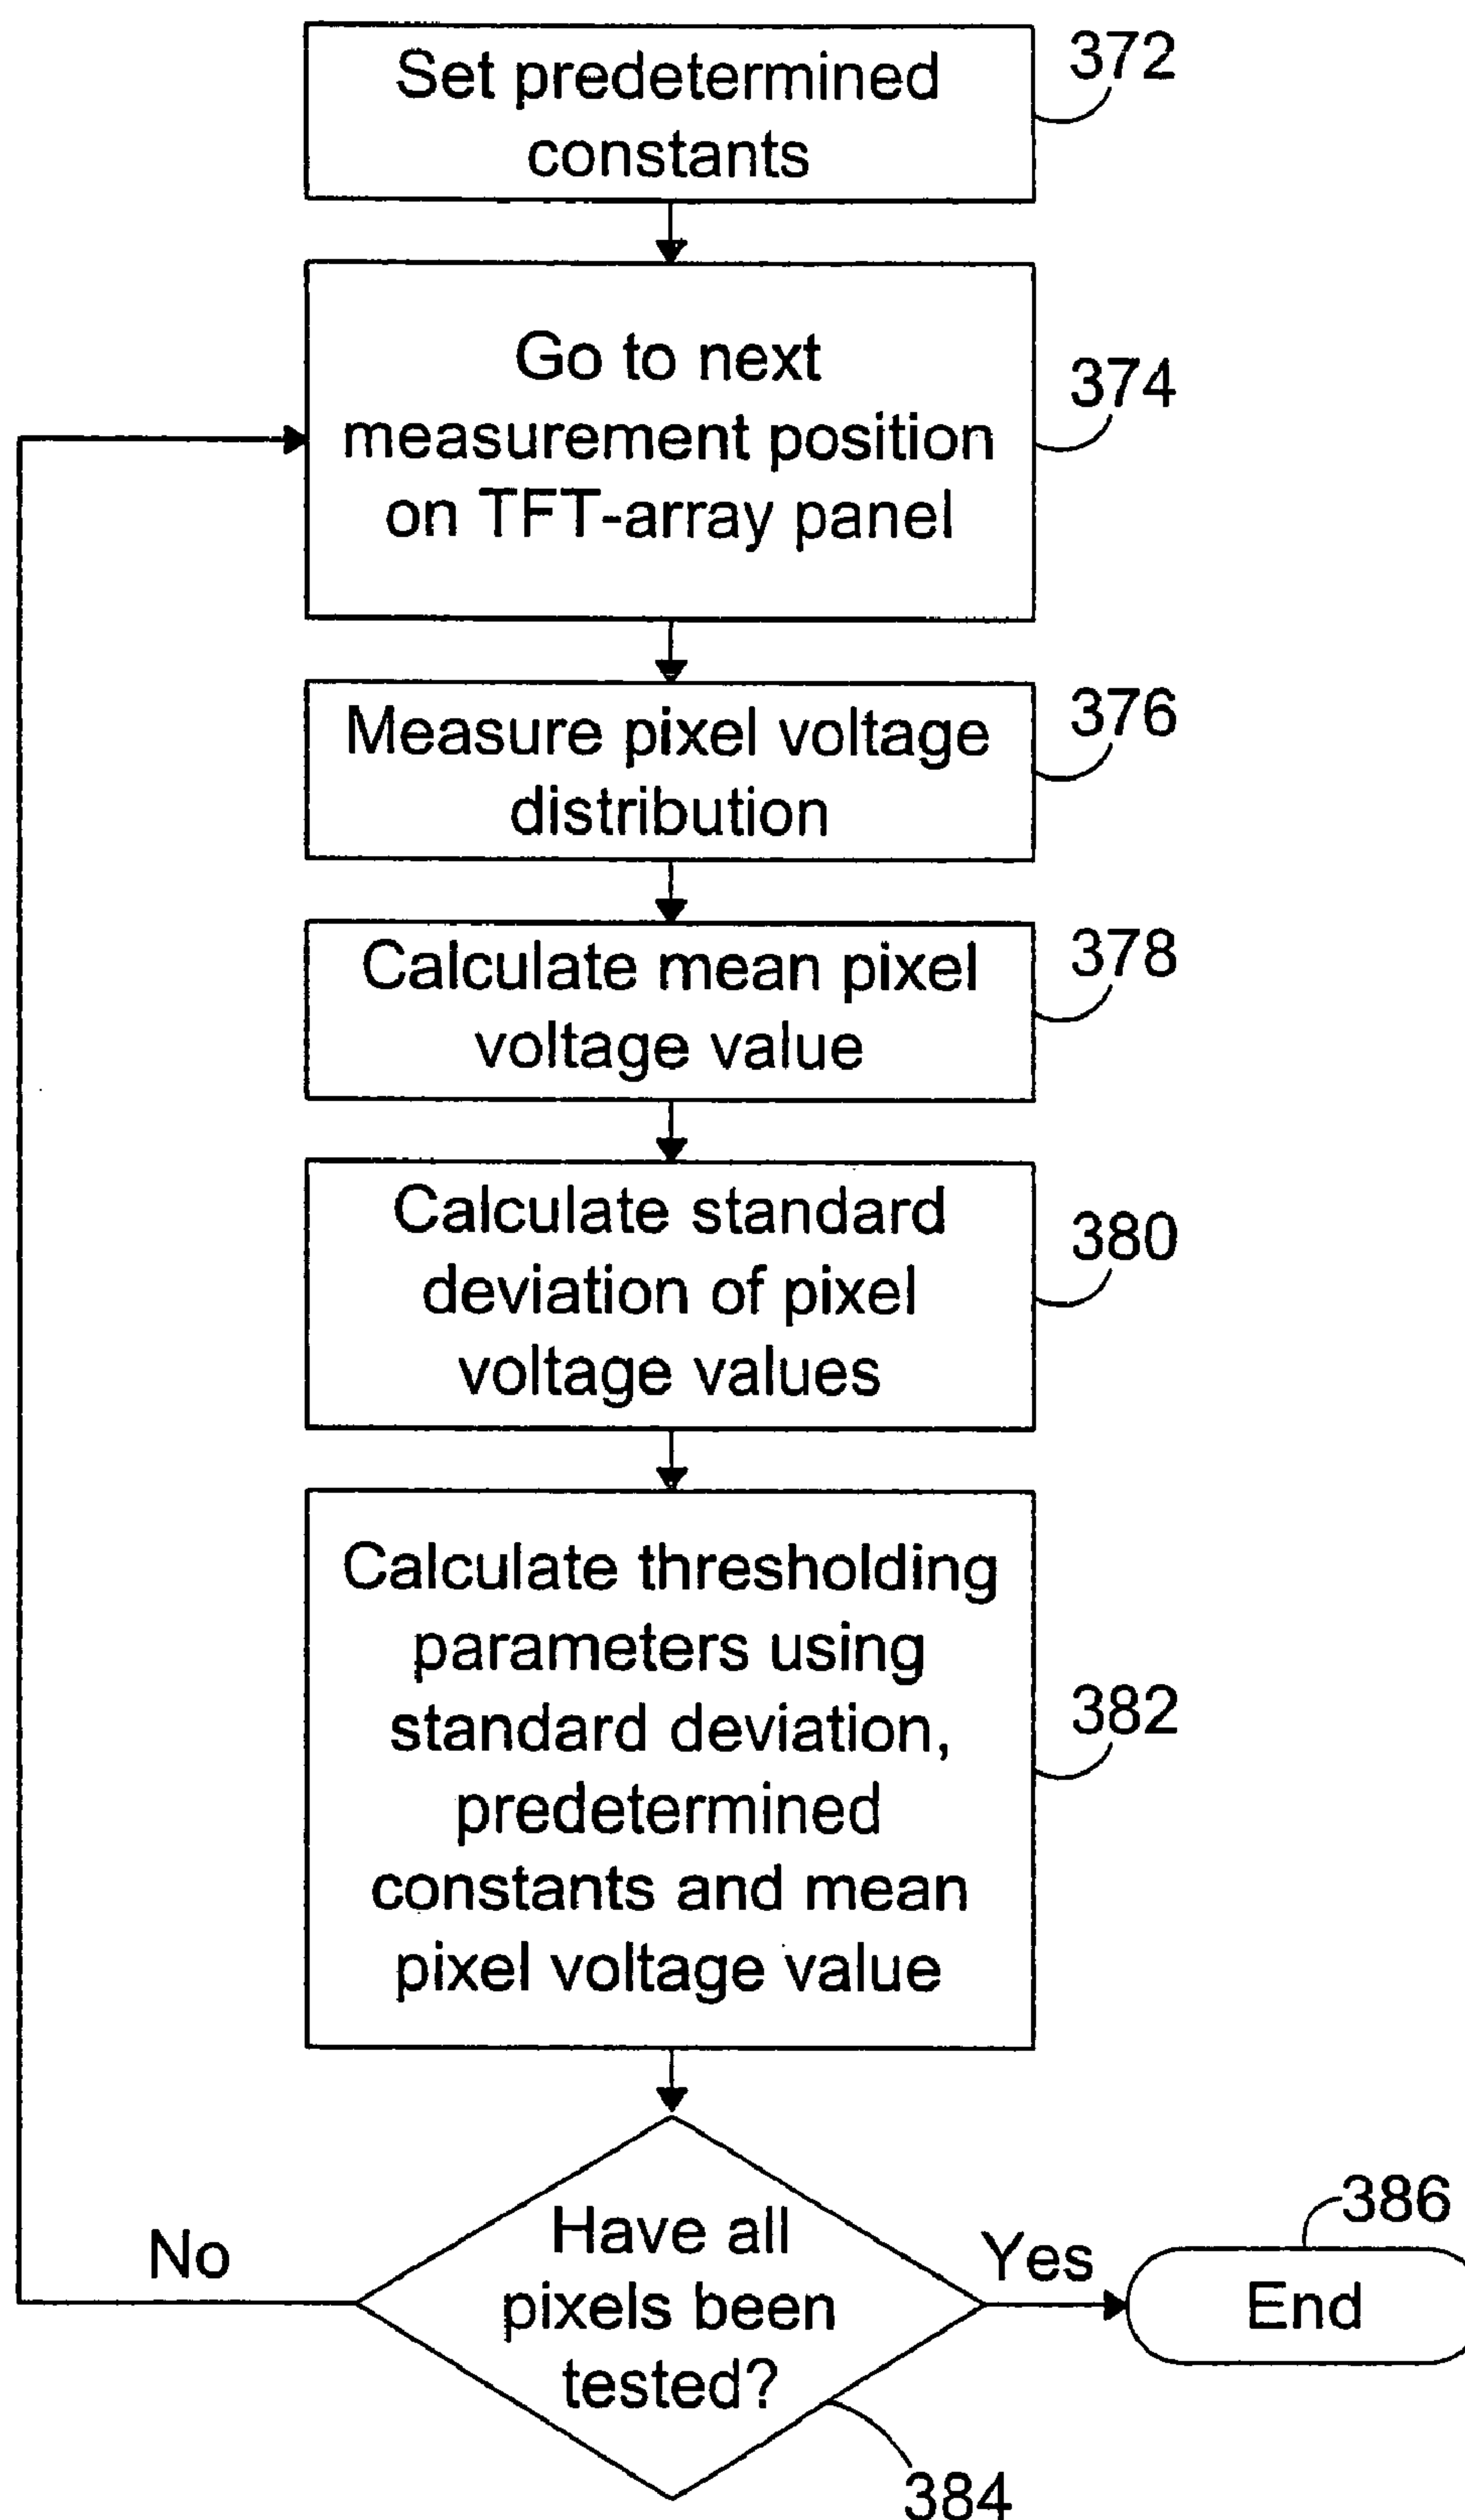 Set predetermined
constants
372
Go to next
measurement position
on TFT-array panel
374
Measure pixel voltage
distribution
376
Calculate mean pixel
voltage value
378
Calculate standard
deviation of pixel
voltage values
380
Calculate thresholding
parameters using
standard deviation,
predetermined
constants and mean
pixel voltage value
382
Have all
pixels been
tested?
384
No
Yes
End
386